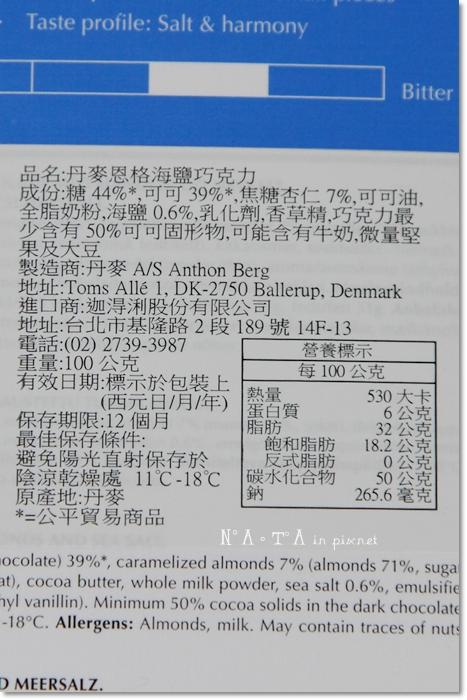 Taste profile: Salt & harmony
Bitter
品名:丹麥恩格海鹽巧克力
成份:糖 44%*,可可 39%*,焦糖杏仁 7%,可可油,
全脂奶粉,海鹽 0.6%,乳化劑,香草精,巧克力最
少含有 50%可可固形物,可能含有牛奶,微量堅
果及大豆
製造商:丹麥 A/S Anthon Berg
地址:Toms Allé 1, DK-2750 Ballerup, Denmark
進口商:迦淂浰股份有限公司
地址:台北市基隆路 2 段 189 號 14F-13
電話:(02) 2739-3987
重量:100 公克
有效日期:標示於包裝上
(西元日/月/年)
保存期限:12 個月
最佳保存條件:
避免陽光直射保存於
陰涼乾燥處 11℃-18℃
原產地:丹麥
*=公平貿易商品
營養標示
每 100 公克
熱量 530 大卡
蛋白質 6 公克
脂肪 32 公克
飽和脂肪 18.2 公克
反式脂肪 0 公克
碳水化合物 50 公克
鈉 265.6 毫克
NATA in pixnet
ocolate) 39%*, caramelized almonds 7% (almonds 71%, suga
at), cocoa butter, whole milk powder, sea salt 0.6%, emulsifie
hyl vanillin). Minimum 50% cocoa solids in the dark chocolate
-18°C. Allergens: Almonds, milk. May contain traces of nuts
D MEERSALZ.